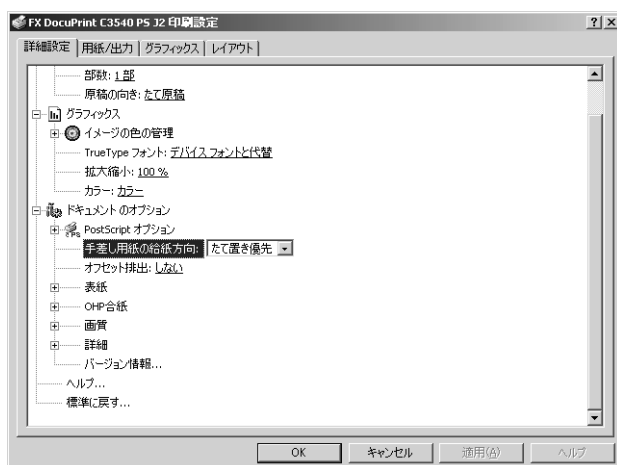 FX DocuPrint C3540 PS J2 印刷設定
詳細設定 用紙/出力 グラフィックス レイアウト
部数: 1 部
原稿の向き: たて原稿
グラフィックス
イメージの色の管理
TrueType フォント: デバイス フォントと代替
拡大縮小: 100 %
カラー: カラー
ドキュメントのオプション
PostScript オプション
手差し用紙の給紙方向: たて置き優先
オフセット排出: しない
表紙
OHP合紙
画質
詳細
バージョン情報...
ヘルプ...
標準に戻す...
OK キャンセル 適用(A) ヘルプ